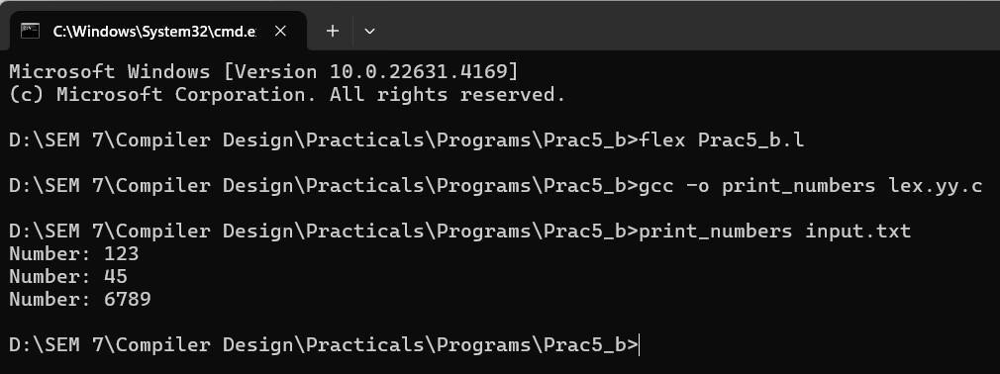 C:\Windows\System32\cmd.e
Microsoft Windows [Version 10.0.22631.4169]
(c) Microsoft Corporation. All rights reserved.
D:\SEM 7\Compiler Design\Practicals\Programs\Prac5_b>flex Prac5_b.l
D:\SEM 7\Compiler Design\Practicals\Programs\Prac5_b>gcc -o print_numbers lex.yy.c
D:\SEM 7\Compiler Design\Practicals\Programs\Prac5_b>print_numbers input.txt
Number: 123
Number: 45
Number: 6789
D:\SEM 7\Compiler Design\Practicals\Programs\Prac5_b>